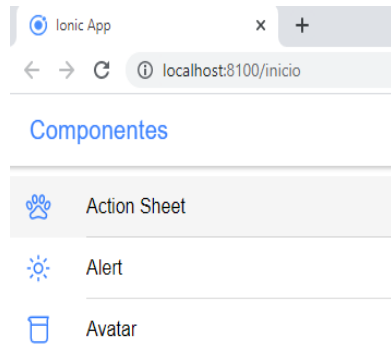 Ionic App
localhost:8100/inicio
Componentes
Action Sheet
Alert
Avatar